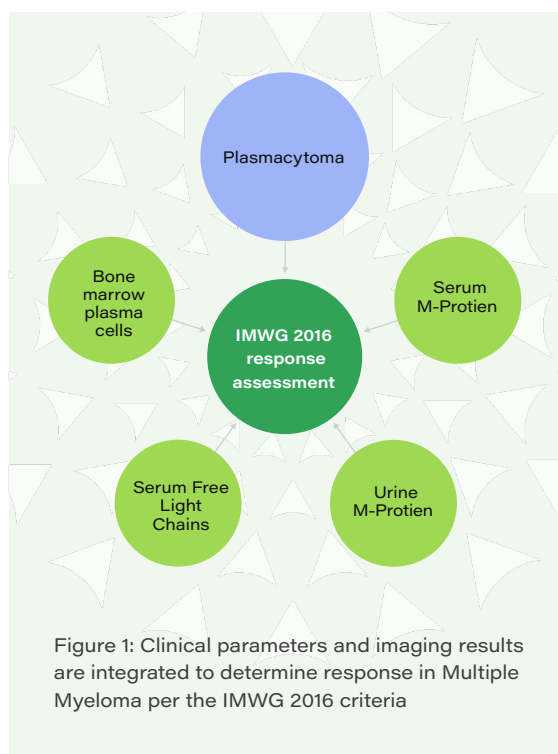 Plasmacytoma
Bone
marrow
plasma
cells
Serum
M-Protien
IMWG 2016
response
assessment
Serum Free
Light
Chains
Urine
M-Protien
Figure 1: Clinical parameters and imaging results
are integrated to determine response in Multiple
Myeloma per the IMWG 2016 criteria